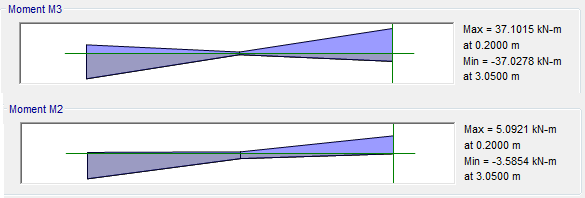 Moment M3
Max = 37.1015 kN-m
at 0.2000 m
Min = -37.0278 kN-m
at 3.0500 m
Moment M2
Max = 5.0921 kN-m
at 0.2000 m
Min = -3.5854 kN-m
at 3.0500 m